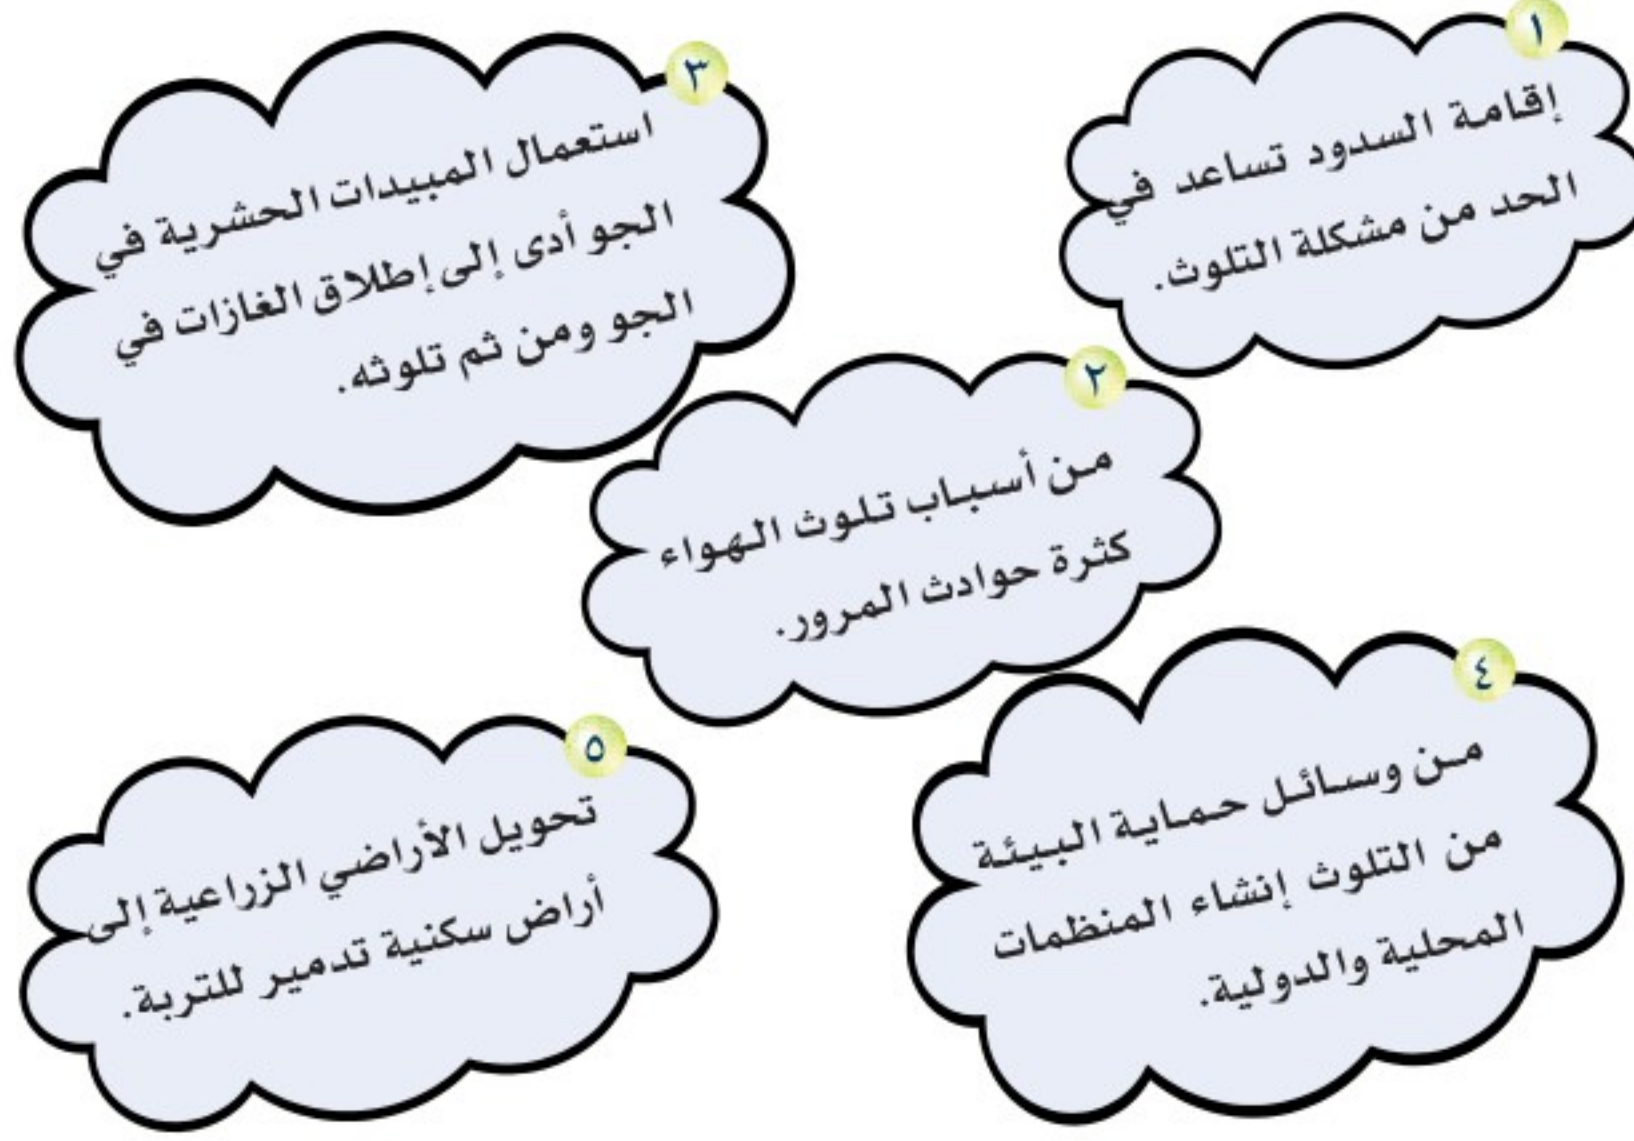 ١
إقامة السدود تساعد في
الحد من مشكلة التلوث.
٢
من أسباب تلوث الهواء
كثرة حوادث المرور.
٣
استعمال المبيدات الحشرية في
الجو أدى إلى إطلاق الغازات في
الجو ومن ثم تلوثه.
٤
من وسائل حماية البيئة
من التلوث إنشاء المنظمات
المحلية والدولية.
٥
تحويل الأراضي الزراعية إلى
أراض سكنية تدمير للتربة.